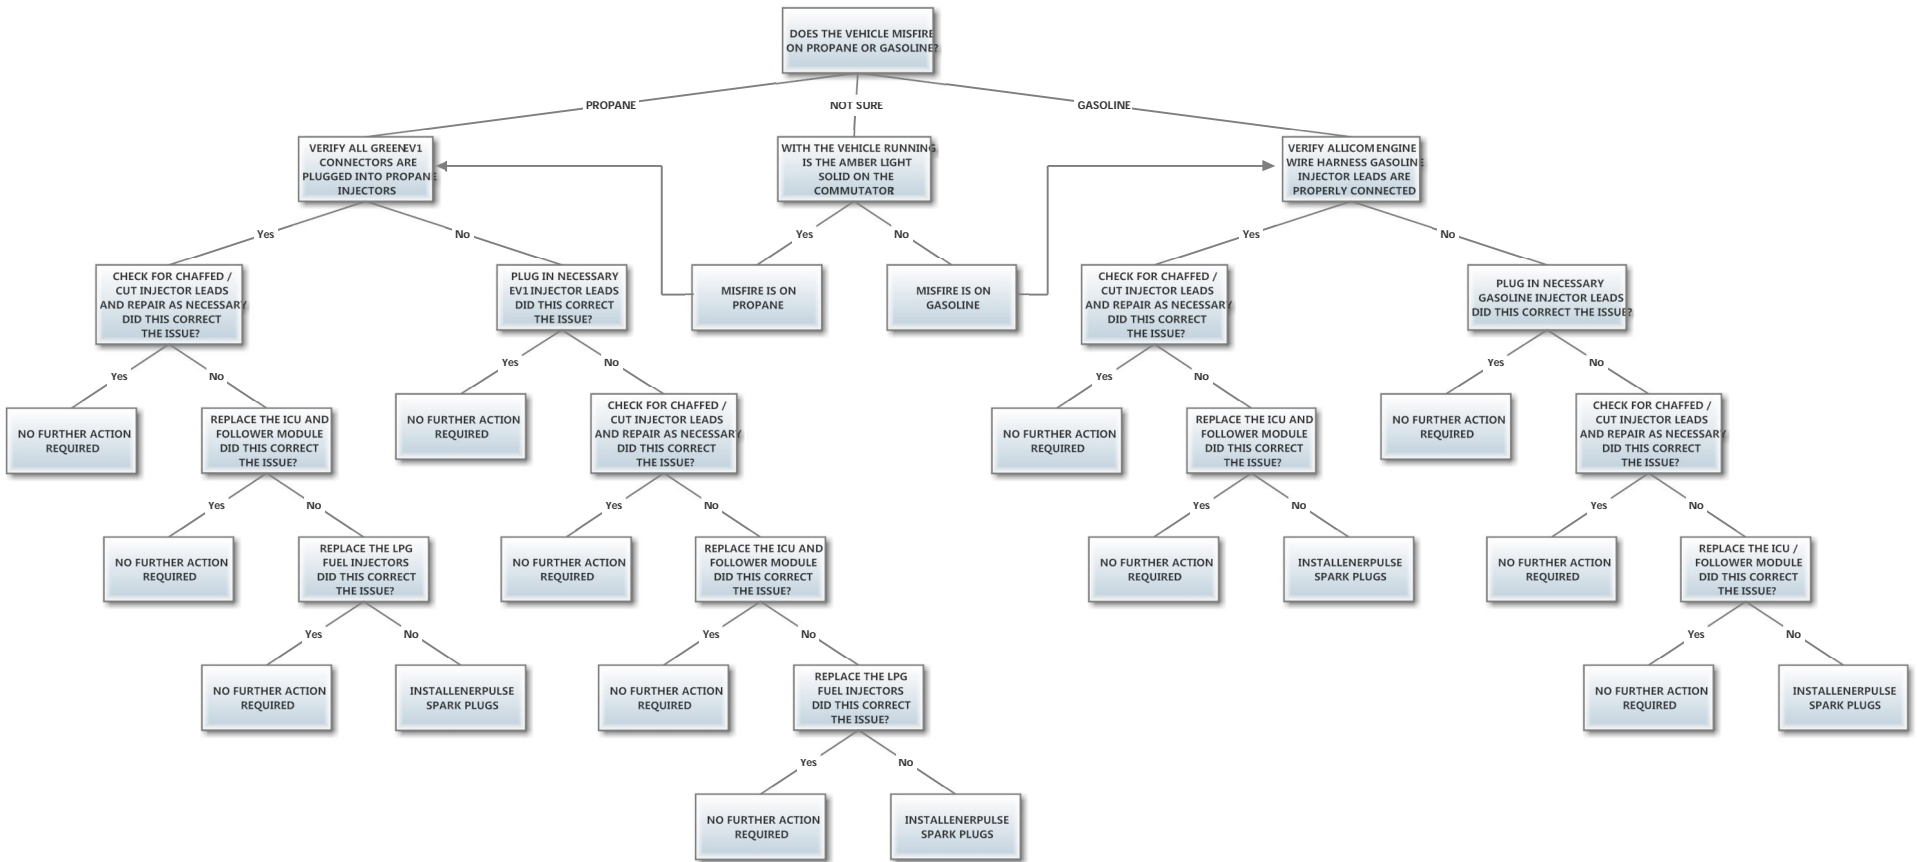 DOES THE VEHICLE MISFIRE
ON PROPANE OR GASOLINE?
PROPANE
NOT SURE
GASOLINE
VERIFY ALL GREEN EV1
CONNECTORS ARE
PLUGGED INTO PROPANE
INJECTORS
WITH THE VEHICLE RUNNING
IS THE AMBER LIGHT
SOLID ON THE
COMMUTATOR
VERIFY ALL ICOM ENGINE
WIRE HARNESS GASOLINE
INJECTOR LEADS ARE
PROPERLY CONNECTED
Yes
No
Yes
No
Yes
No
CHECK FOR CHAFFED /
CUT INJECTOR LEADS
AND REPAIR AS NECESSARY
DID THIS CORRECT
THE ISSUE?
PLUG IN NECESSARY
EV1 INJECTOR LEADS
DID THIS CORRECT
THE ISSUE?
MISFIRE IS ON
PROPANE
MISFIRE IS ON
GASOLINE
CHECK FOR CHAFFED /
CUT INJECTOR LEADS
AND REPAIR AS NECESSARY
DID THIS CORRECT
THE ISSUE?
PLUG IN NECESSARY
GASOLINE INJECTOR LEADS
DID THIS CORRECT THE ISSUE?
Yes
No
Yes
No
Yes
No
Yes
No
NO FURTHER ACTION
REQUIRED
REPLACE THE ICU AND
FOLLOWER MODULE
DID THIS CORRECT
THE ISSUE?
NO FURTHER ACTION
REQUIRED
CHECK FOR CHAFFED /
CUT INJECTOR LEADS
AND REPAIR AS NECESSARY
DID THIS CORRECT
THE ISSUE?
NO FURTHER ACTION
REQUIRED
REPLACE THE ICU AND
FOLLOWER MODULE
DID THIS CORRECT
THE ISSUE?
NO FURTHER ACTION
REQUIRED
CHECK FOR CHAFFED /
CUT INJECTOR LEADS
AND REPAIR AS NECESSARY
DID THIS CORRECT
THE ISSUE?
Yes
No
Yes
No
Yes
No
Yes
No
NO FURTHER ACTION
REQUIRED
REPLACE THE LPG
FUEL INJECTORS
DID THIS CORRECT
THE ISSUE?
NO FURTHER ACTION
REQUIRED
REPLACE THE ICU AND
FOLLOWER MODULE
DID THIS CORRECT
THE ISSUE?
NO FURTHER ACTION
REQUIRED
INSTALLENERPULSE
SPARK PLUGS
NO FURTHER ACTION
REQUIRED
REPLACE THE ICU /
FOLLOWER MODULE
DID THIS CORRECT
THE ISSUE?
Yes
No
Yes
No
Yes
No
NO FURTHER ACTION
REQUIRED
INSTALLENERPULSE
SPARK PLUGS
NO FURTHER ACTION
REQUIRED
REPLACE THE LPG
FUEL INJECTORS
DID THIS CORRECT
THE ISSUE?
NO FURTHER ACTION
REQUIRED
INSTALLENERPULSE
SPARK PLUGS
Yes
No
NO FURTHER ACTION
REQUIRED
INSTALLENERPULSE
SPARK PLUGS